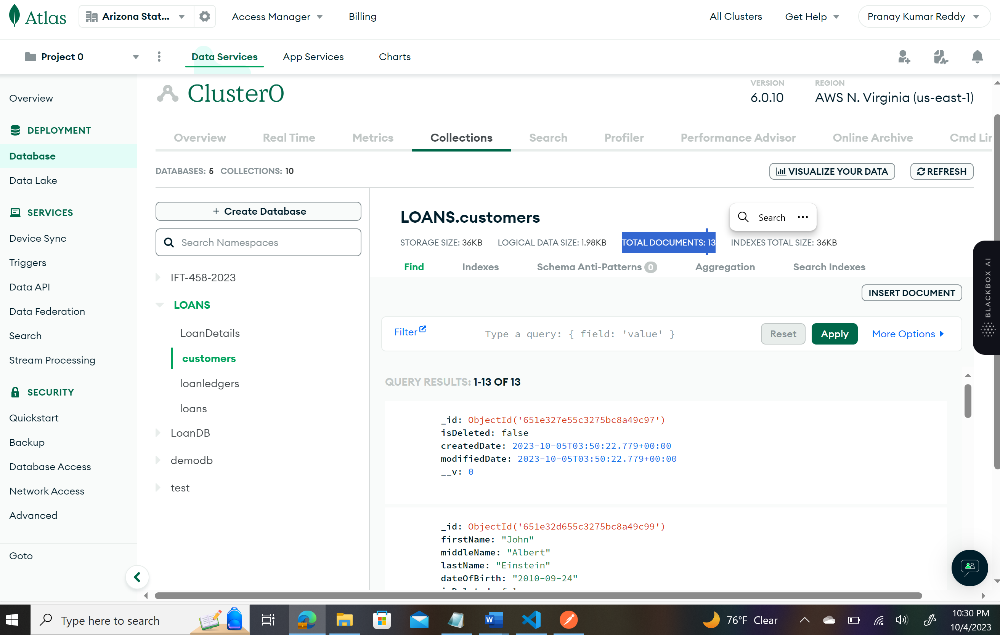 Atlas
Arizona Stat...
Access Manager
Billing
All Clusters
Get Help
Pranay Kumar Reddy
Project 0
Data Services
App Services
Charts
Overview
DEPLOYMENT
Database
Data Lake
SERVICES
Device Sync
Triggers
Data API
Data Federation
Search
Stream Processing
SECURITY
Quickstart
Backup
Database Access
Network Access
Advanced
Goto
Cluster0
VERSION
6.0.10
REGION
AWS N. Virginia (us-east-1)
Overview
Real Time
Metrics
Collections
Search
Profiler
Performance Advisor
Online Archive
Cmd Lir
DATABASES: 5 COLLECTIONS: 10
VISUALIZE YOUR DATA
REFRESH
+ Create Database
Search Namespaces
IFT-458-2023
LOANS
LoanDetails
customers
loanledgers
loans
LoanDB
demodb
test
LOANS.customers
Search ...
STORAGE SIZE: 36KB LOGICAL DATA SIZE: 1.98KB TOTAL DOCUMENTS: 13 INDEXES TOTAL SIZE: 36KB
Find
Indexes
Schema Anti-Patterns 0
Aggregation
Search Indexes
INSERT DOCUMENT
Filter
Type a query: { field: 'value' }
Reset
Apply
More Options
QUERY RESULTS: 1-13 OF 13
_id: ObjectId('651e327e55c3275bc8a49c97')
isDeleted: false
createdDate: 2023-10-05T03:50:22.779+00:00
modifiedDate: 2023-10-05T03:50:22.779+00:00
__v: 0
_id: ObjectId('651e32d655c3275bc8a49c99')
firstName: "John"
middleName: "Albert"
lastName: "Einstein"
dateOfBirth: "2010-09-24"
isDeleted: false
BLACKBOX AI
Type here to search
W
76°F Clear
10:30 PM
10/4/2023